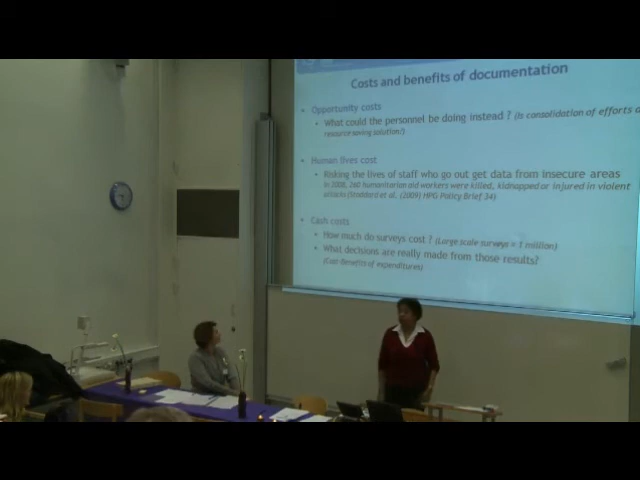 Costs and benefits of documentation
• Opportunity costs
• What could the personnel be doing instead ? (Is consolidation of efforts a
resource saving solution?)
• Human lives cost
• Risking the lives of staff who go out get data from insecure areas
In 2008, 260 humanitarian aid workers were killed, kidnapped or injured in violent
attacks (Stoddard et al, (2009) HPG Policy Brief 34)
• Cash costs
• How much do surveys cost ? (Large scale surveys = 1 million)
• What decisions are really made from those results?
(Cost-Benefits of expenditures)